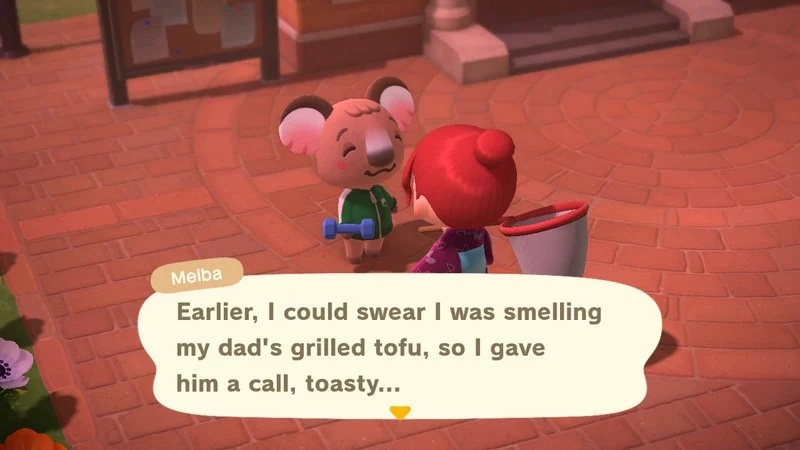 Melba
Earlier, I could swear I was smelling
my dad's grilled tofu, so I gave
him a call, toasty...